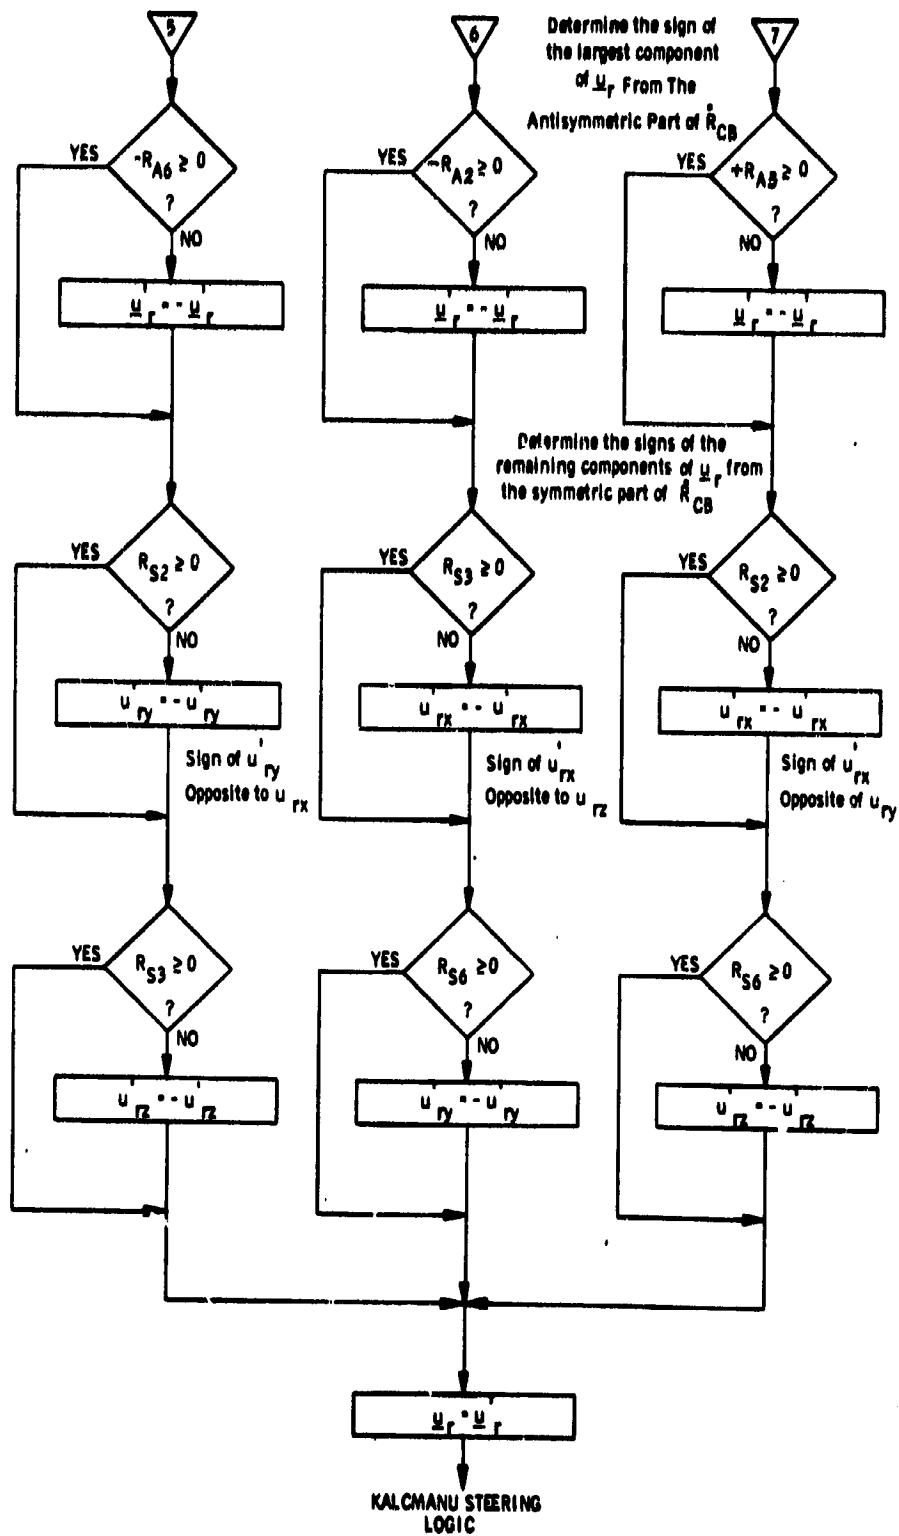 5
6
7
Determine the sign of
the largest component
of u_r From The
Antisymmetric Part of R̊_CB
YES
-R_A6 ≥ 0
?
NO
YES
-R_A2 ≥ 0
?
NO
YES
+R_A3 ≥ 0
?
NO
u'_r = - u'_r
u'_r = - u'_r
u'_r = - u'_r
Determine the signs of the
remaining components of u_r from
the symmetric part of R̊_CB
YES
R_S2 ≥ 0
?
NO
YES
R_S3 ≥ 0
?
NO
YES
R_S2 ≥ 0
?
NO
u'_ry = - u'_ry
u'_rx = - u'_rx
u'_rx = - u'_rx
Sign of u'_ry
Opposite to u_rx
Sign of u'_rx
Opposite to u_rz
Sign of u'_rx
Opposite of u_ry
YES
R_S3 ≥ 0
?
NO
YES
R_S6 ≥ 0
?
NO
YES
R_S6 ≥ 0
?
NO
u'_rz = - u'_rz
u'_ry = - u'_ry
u'_rz = - u'_rz
u_r = u'_r
KALCMANU STEERING
LOGIC